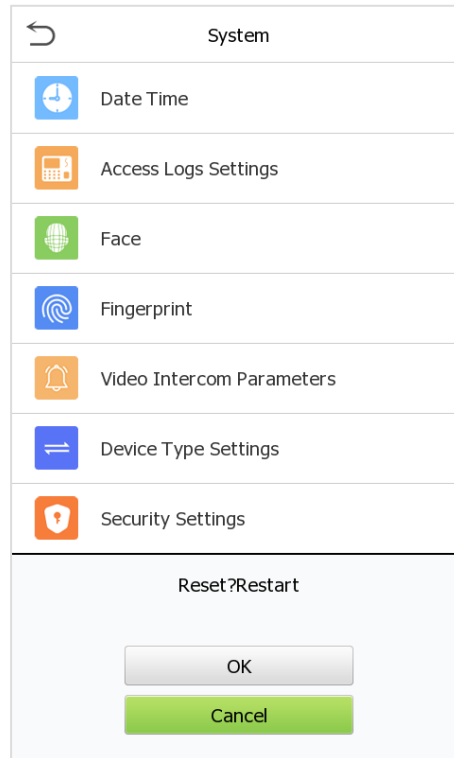 System
Date Time
Access Logs Settings
Face
Fingerprint
Video Intercom Parameters
Device Type Settings
Security Settings
Reset?Restart
OK
Cancel